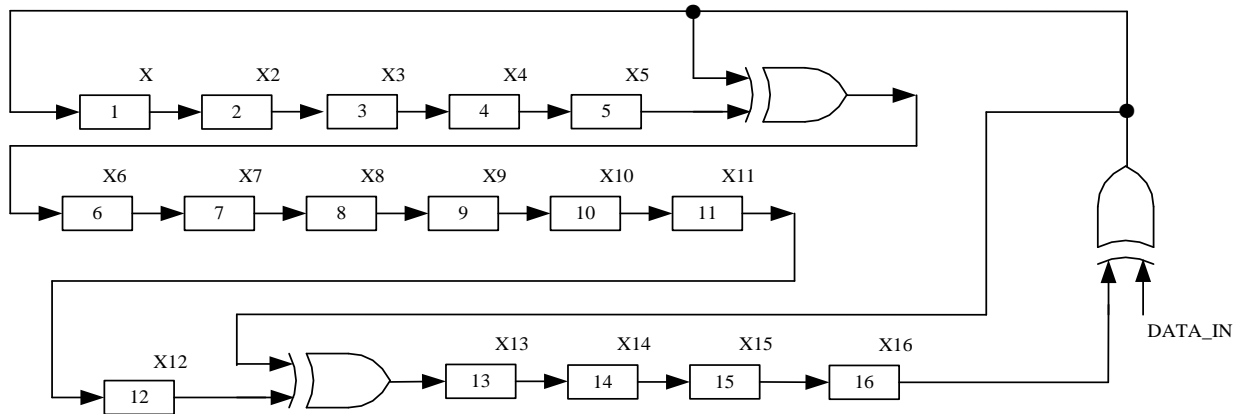 X X2 X3 X4 X5
1 2 3 4 5
X6 X7 X8 X9 X10 X11
6 7 8 9 10 11
DATA_IN
X12 X13 X14 X15 X16
12 13 14 15 16